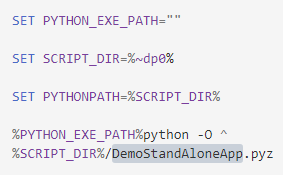 SET PYTHON_EXE_PATH=""
SET SCRIPT_DIR=%~dp0%
SET PYTHONPATH=%SCRIPT_DIR%
%PYTHON_EXE_PATH%python -O ^
%SCRIPT_DIR%/DemoStandAloneApp.pyz